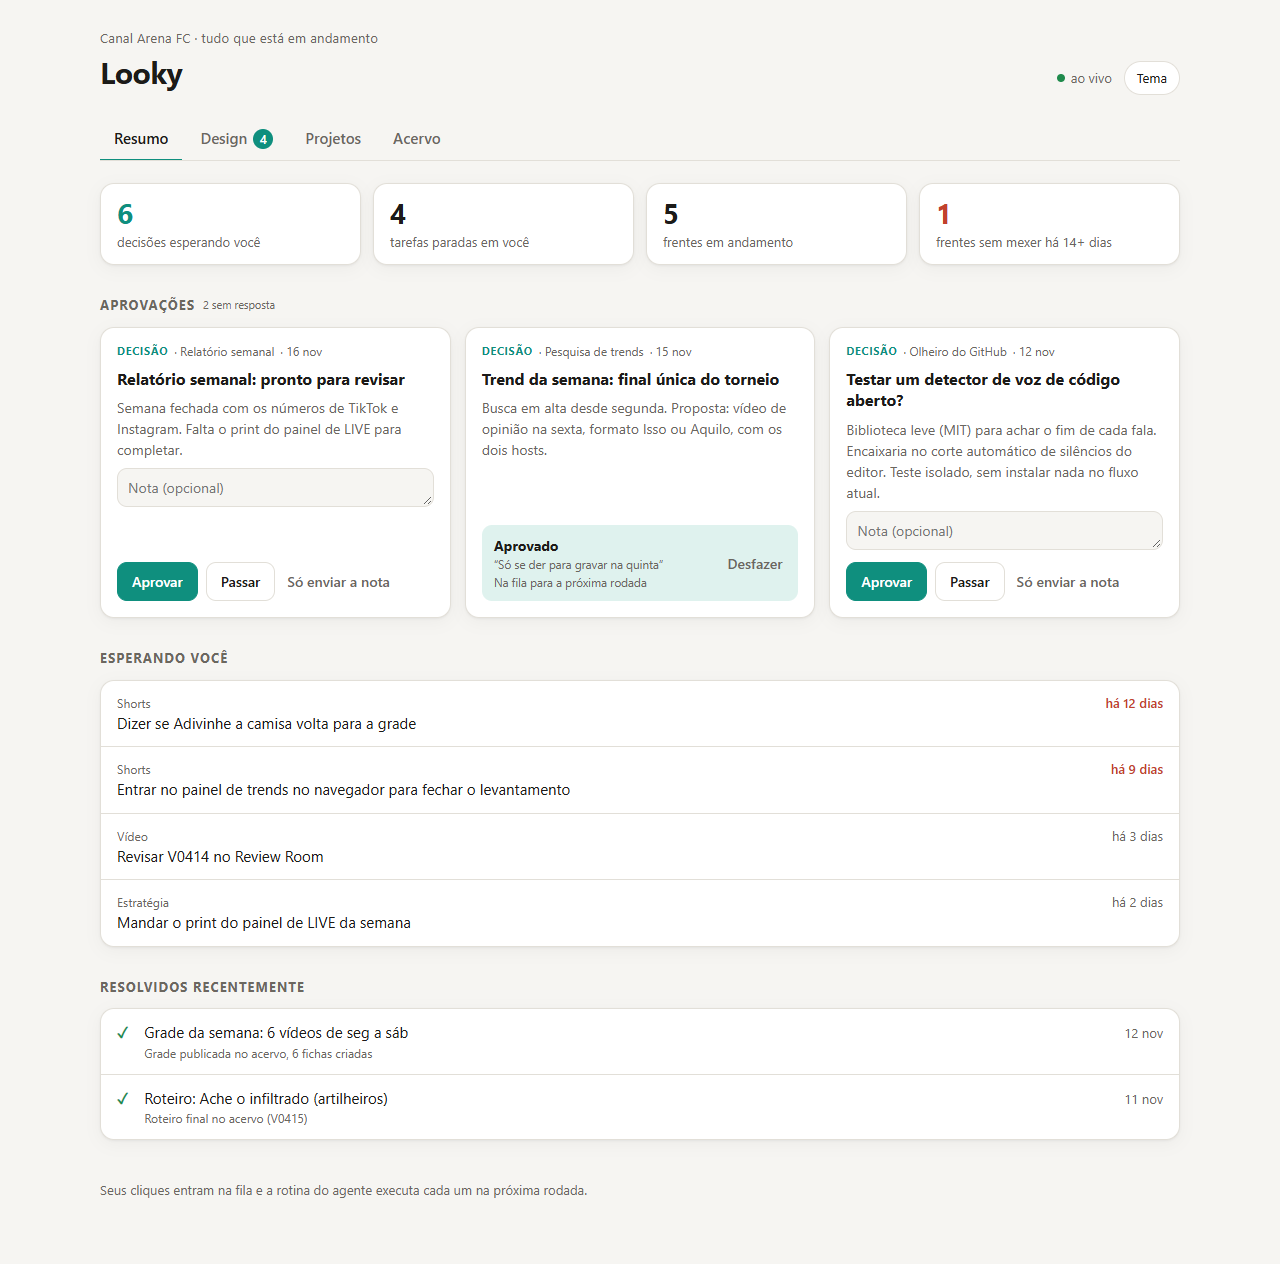 Canal Arena FC · tudo que está em andamento
Looky
ao vivo
Tema
Resumo
Design 4
Projetos
Acervo
6
decisões esperando você
4
tarefas paradas em você
5
frentes em andamento
1
frentes sem mexer há 14+ dias
APROVAÇÕES 2 sem resposta
DECISÃO · Relatório semanal · 16 nov
Relatório semanal: pronto para revisar
Semana fechada com os números de TikTok e
Instagram. Falta o print do painel de LIVE para
completar.
Nota (opcional)
Aprovar
Passar
Só enviar a nota
DECISÃO · Pesquisa de trends · 15 nov
Trend da semana: final única do torneio
Busca em alta desde segunda. Proposta: vídeo de
opinião na sexta, formato Isso ou Aquilo, com os
dois hosts.
Aprovado
“Só se der para gravar na quinta”
Na fila para a próxima rodada
Desfazer
DECISÃO · Olheiro do GitHub · 12 nov
Testar um detector de voz de código
aberto?
Biblioteca leve (MIT) para achar o fim de cada fala.
Encaixaria no corte automático de silêncios do
editor. Teste isolado, sem instalar nada no fluxo
atual.
Nota (opcional)
Aprovar
Passar
Só enviar a nota
ESPERANDO VOCÊ
Shorts
há 12 dias
Dizer se Adivinhe a camisa volta para a grade
Shorts
há 9 dias
Entrar no painel de trends no navegador para fechar o levantamento
Vídeo
há 3 dias
Revisar V0414 no Review Room
Estratégia
há 2 dias
Mandar o print do painel de LIVE da semana
RESOLVIDOS RECENTEMENTE
✓ Grade da semana: 6 vídeos de seg a sáb
12 nov
Grade publicada no acervo, 6 fichas criadas
✓ Roteiro: Ache o infiltrado (artilheiros)
11 nov
Roteiro final no acervo (V0415)
Seus cliques entram na fila e a rotina do agente executa cada um na próxima rodada.